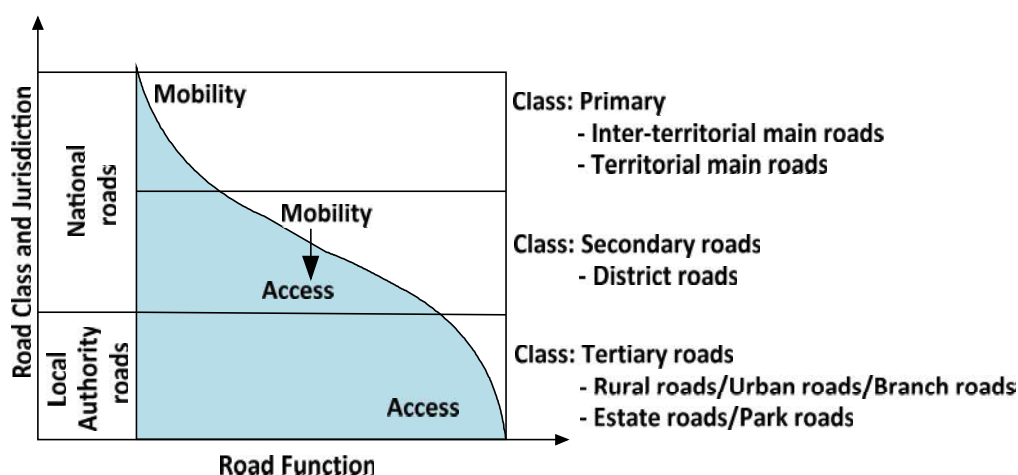 Road Class and Jurisdiction
National
roads
Local
Authority
roads
Mobility
Mobility
Access
Access
Road Function
Class: Primary
- Inter-territorial main roads
- Territorial main roads
Class: Secondary roads
- District roads
Class: Tertiary roads
- Rural roads/Urban roads/Branch roads
- Estate roads/Park roads